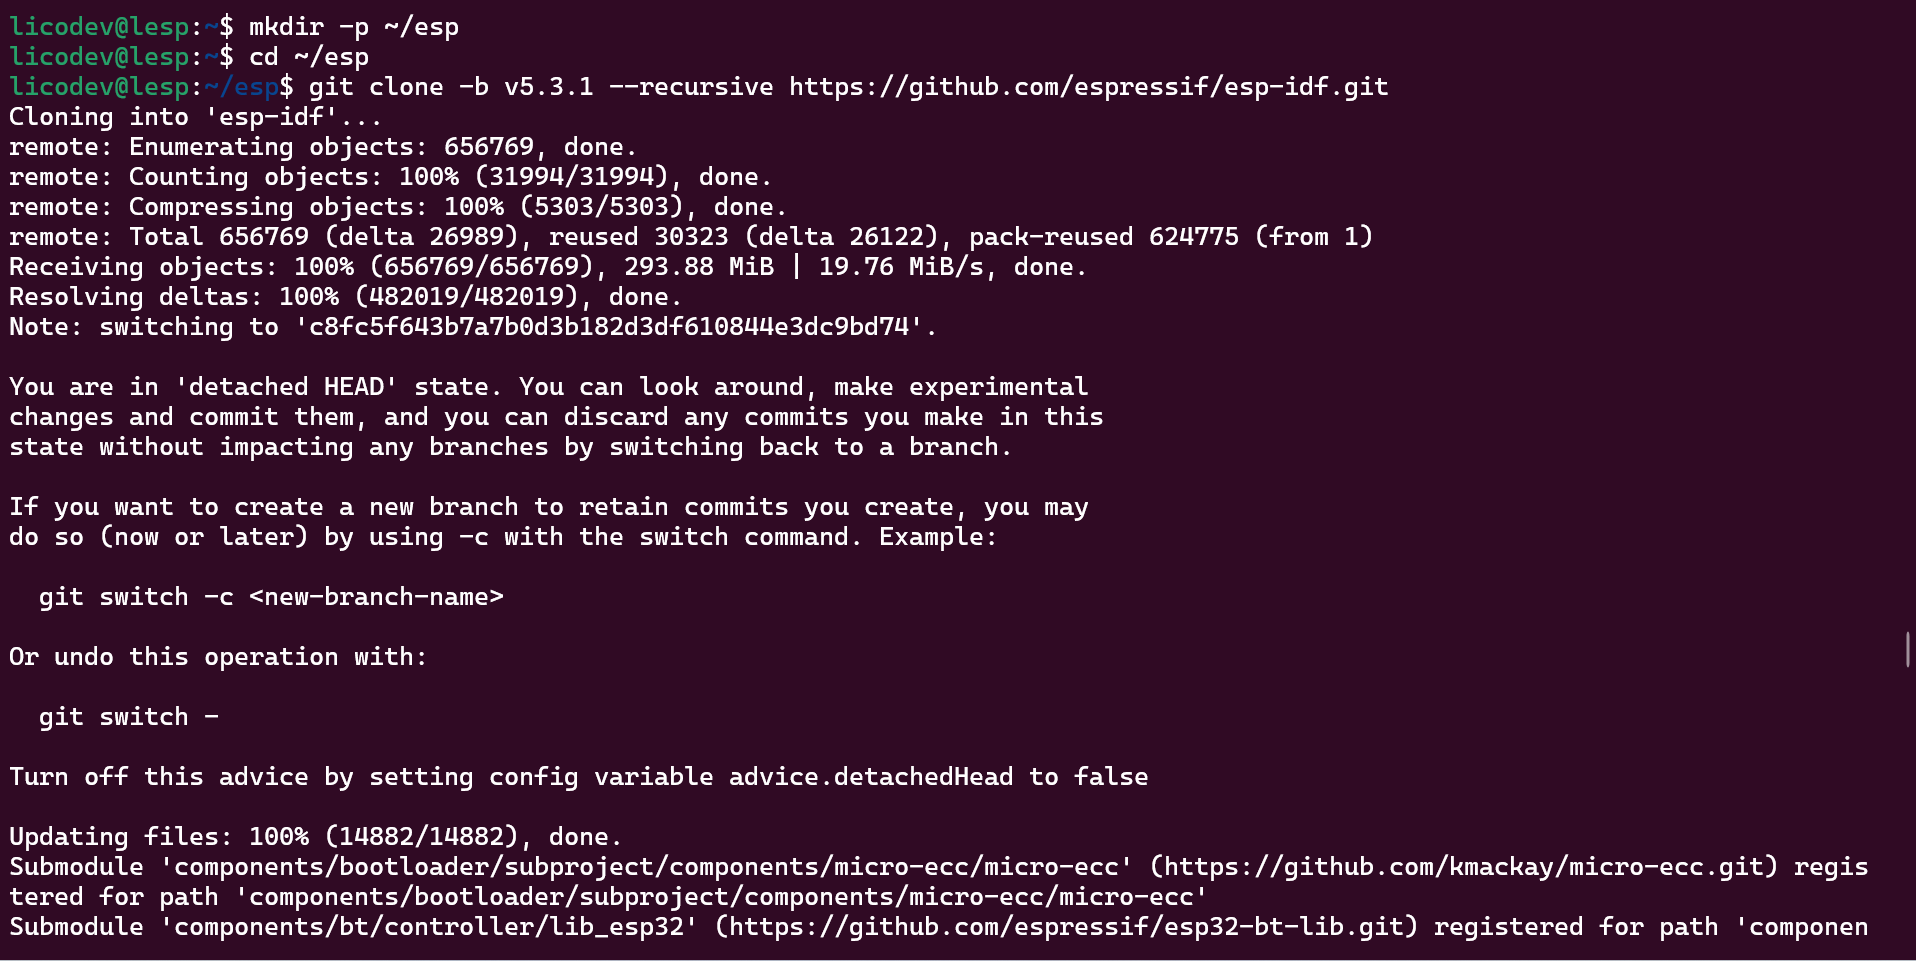 licodev@lesp:~$ mkdir -p ~/esp
licodev@lesp:~$ cd ~/esp
licodev@lesp:~/esp$ git clone -b v5.3.1 --recursive https://github.com/espressif/esp-idf.git
Cloning into 'esp-idf'...
remote: Enumerating objects: 656769, done.
remote: Counting objects: 100% (31994/31994), done.
remote: Compressing objects: 100% (5303/5303), done.
remote: Total 656769 (delta 26989), reused 30323 (delta 26122), pack-reused 624775 (from 1)
Receiving objects: 100% (656769/656769), 293.88 MiB | 19.76 MiB/s, done.
Resolving deltas: 100% (482019/482019), done.
Note: switching to 'c8fc5f643b7a7b0d3b182d3df610844e3dc9bd74'.

You are in 'detached HEAD' state. You can look around, make experimental
changes and commit them, and you can discard any commits you make in this
state without impacting any branches by switching back to a branch.

If you want to create a new branch to retain commits you create, you may
do so (now or later) by using -c with the switch command. Example:

  git switch -c <new-branch-name>

Or undo this operation with:

  git switch -

Turn off this advice by setting config variable advice.detachedHead to false

Updating files: 100% (14882/14882), done.
Submodule 'components/bootloader/subproject/components/micro-ecc/micro-ecc' (https://github.com/kmackay/micro-ecc.git) regis
tered for path 'components/bootloader/subproject/components/micro-ecc/micro-ecc'
Submodule 'components/bt/controller/lib_esp32' (https://github.com/espressif/esp32-bt-lib.git) registered for path 'componen